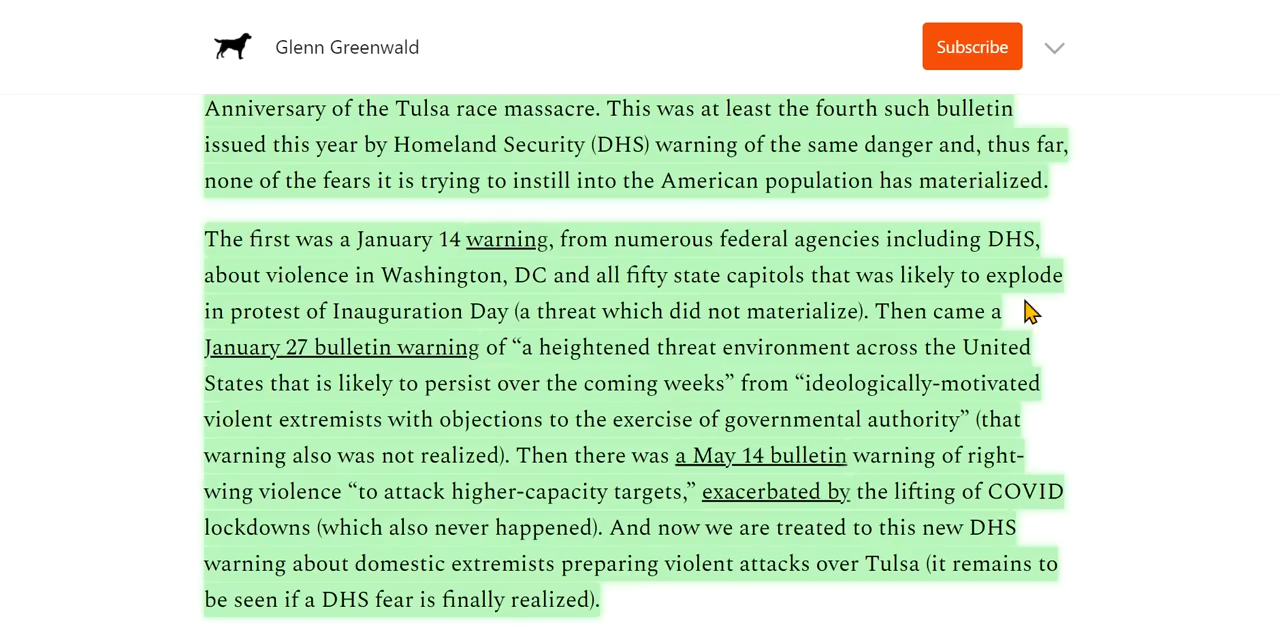 Glenn Greenwald
Subscribe
Anniversary of the Tulsa race massacre. This was at least the fourth such bulletin
issued this year by Homeland Security (DHS) warning of the same danger and, thus far,
none of the fears it is trying to instill into the American population has materialized.
The first was a January 14 warning, from numerous federal agencies including DHS,
about violence in Washington, DC and all fifty state capitols that was likely to explode
in protest of Inauguration Day (a threat which did not materialize). Then came a
January 27 bulletin warning of “a heightened threat environment across the United
States that is likely to persist over the coming weeks” from “ideologically-motivated
violent extremists with objections to the exercise of governmental authority” (that
warning also was not realized). Then there was a May 14 bulletin warning of right-
wing violence “to attack higher-capacity targets,” exacerbated by the lifting of COVID
lockdowns (which also never happened). And now we are treated to this new DHS
warning about domestic extremists preparing violent attacks over Tulsa (it remains to
be seen if a DHS fear is finally realized).